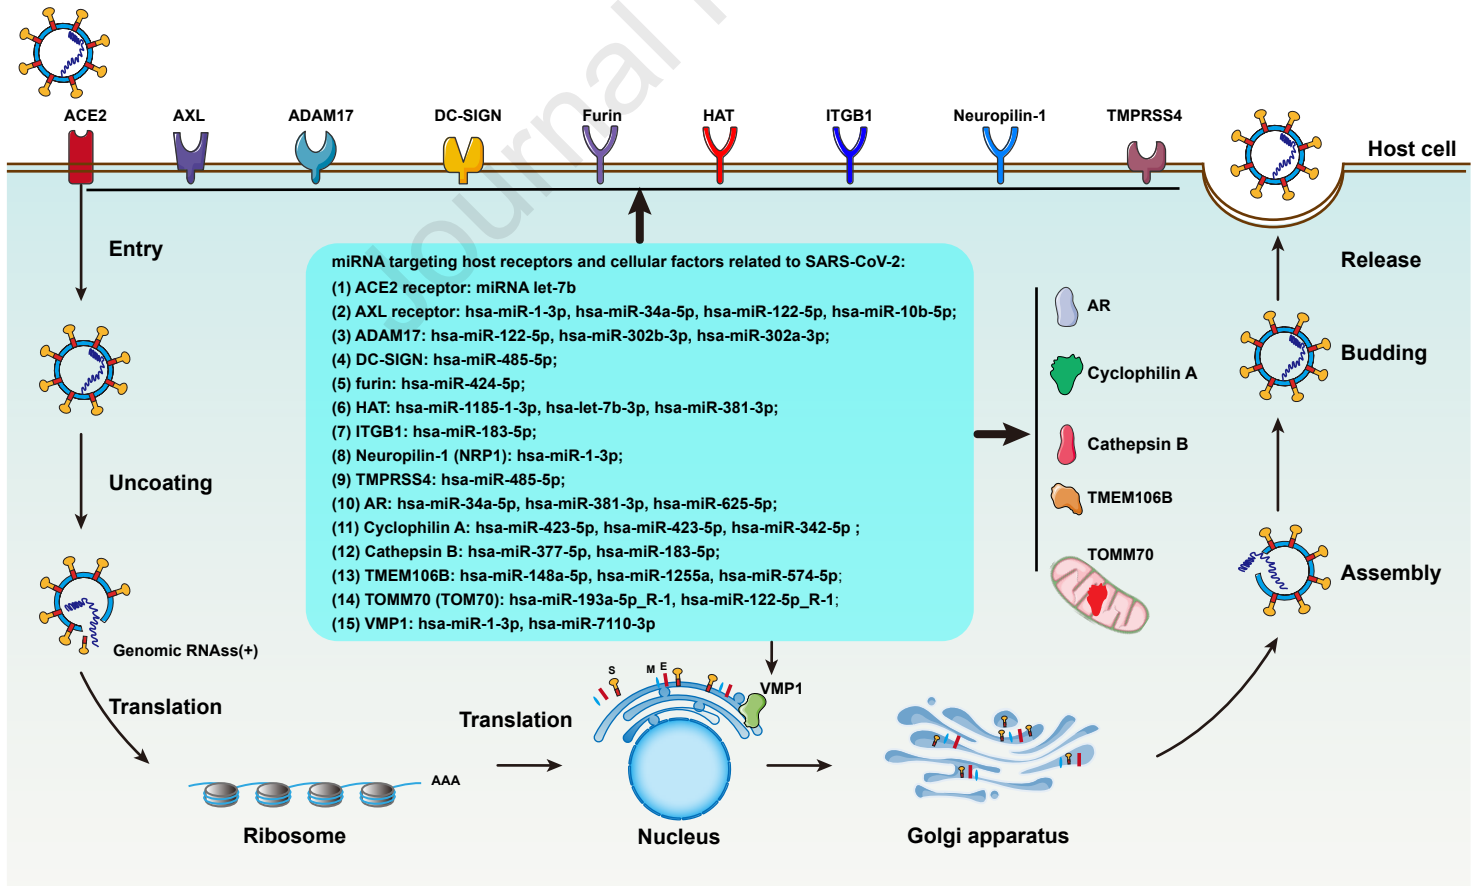 Journal
ACE2
AXL
ADAM17
DC-SIGN
Furin
HAT
ITGB1
Neuropilin-1
TMPRSS4
Host cell
Entry
Uncoating
Genomic RNAss(+)
Translation
miRNA targeting host receptors and cellular factors related to SARS-CoV-2:
(1) ACE2 receptor: miRNA let-7b
(2) AXL receptor: hsa-miR-1-3p, hsa-miR-34a-5p, hsa-miR-122-5p, hsa-miR-10b-5p;
(3) ADAM17: hsa-miR-122-5p, hsa-miR-302b-3p, hsa-miR-302a-3p;
(4) DC-SIGN: hsa-miR-485-5p;
(5) furin: hsa-miR-424-5p;
(6) HAT: hsa-miR-1185-1-3p, hsa-let-7b-3p, hsa-miR-381-3p;
(7) ITGB1: hsa-miR-183-5p;
(8) Neuropilin-1 (NRP1): hsa-miR-1-3p;
(9) TMPRSS4: hsa-miR-485-5p;
(10) AR: hsa-miR-34a-5p, hsa-miR-381-3p, hsa-miR-625-5p;
(11) Cyclophilin A: hsa-miR-423-5p, hsa-miR-423-5p, hsa-miR-342-5p ;
(12) Cathepsin B: hsa-miR-377-5p, hsa-miR-183-5p;
(13) TMEM106B: hsa-miR-148a-5p, hsa-miR-1255a, hsa-miR-574-5p;
(14) TOMM70 (TOM70): hsa-miR-193a-5p_R-1, hsa-miR-122-5p_R-1;
(15) VMP1: hsa-miR-1-3p, hsa-miR-7110-3p
AR
Cyclophilin A
Cathepsin B
TMEM106B
TOMM70
Release
Budding
Assembly
S
M
E
VMP1
Translation
AAA
Ribosome
Nucleus
Golgi apparatus